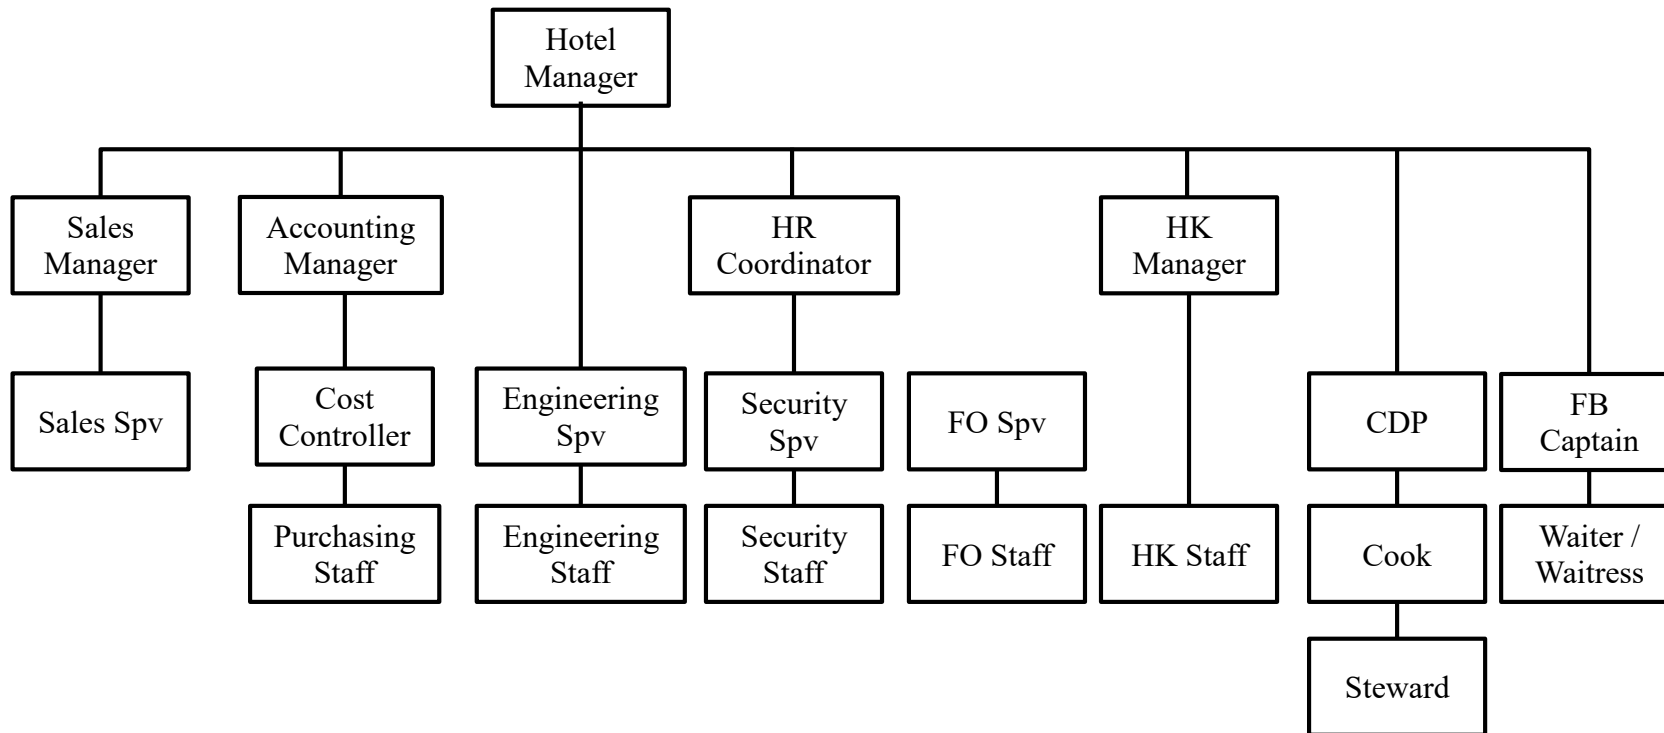 Hotel
Manager
Sales
Manager
Accounting
Manager
HR
Coordinator
HK
Manager
Sales Spv
Cost
Controller
Engineering
Spv
Security
Spv
FO Spv
CDP
FB
Captain
Purchasing
Staff
Engineering
Staff
Security
Staff
FO Staff
HK Staff
Cook
Waiter /
Waitress
Steward